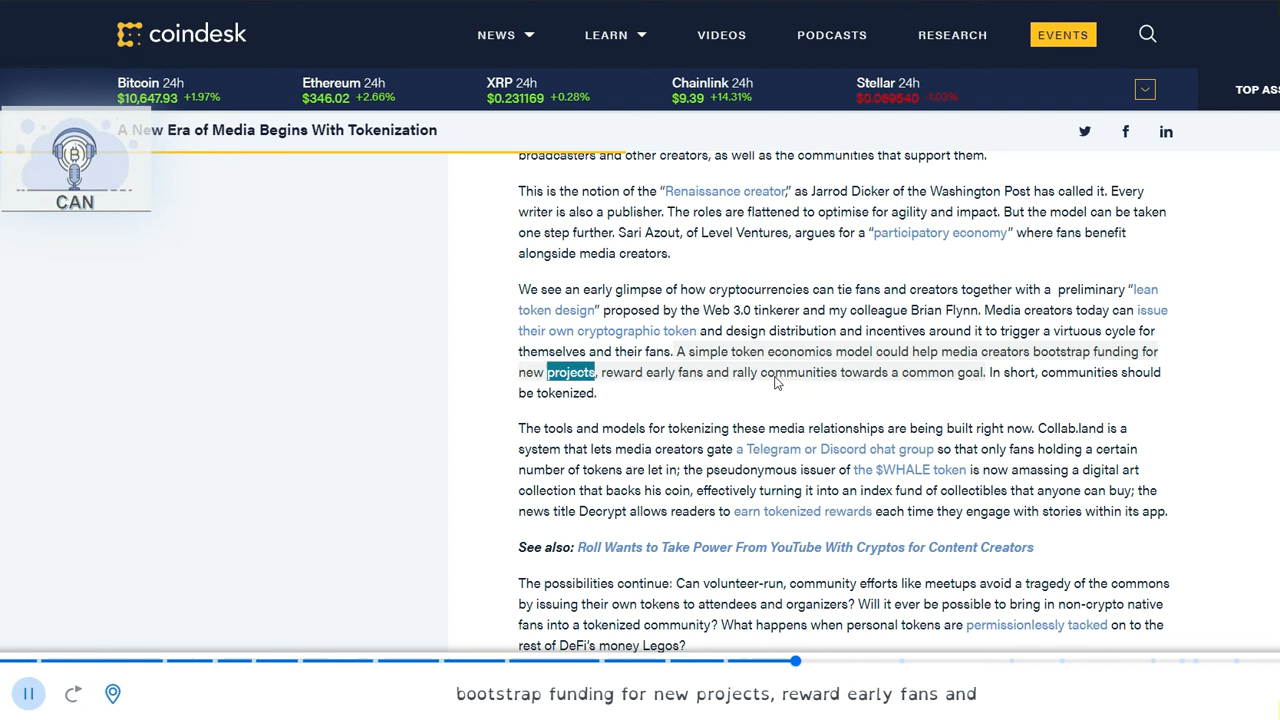 coindesk
NEWS LEARN VIDEOS PODCASTS RESEARCH EVENTS
Bitcoin 24h Ethereum 24h XRP 24h Chainlink 24h Stellar 24h
$10,647.93 +1.97% $346.02 +2.66% $0.231169 +0.28% $9.39 +14.31% $0.069540 -1.03%
TOP ASS
A New Era of Media Begins With Tokenization
CAN
broadcasters and other creators, as well as the communities that support them.
This is the notion of the “Renaissance creator,” as Jarrod Dicker of the Washington Post has called it. Every
writer is also a publisher. The roles are flattened to optimise for agility and impact. But the model can be taken
one step further. Sari Azout, of Level Ventures, argues for a “participatory economy” where fans benefit
alongside media creators.
We see an early glimpse of how cryptocurrencies can tie fans and creators together with a preliminary “lean
token design” proposed by the Web 3.0 tinkerer and my colleague Brian Flynn. Media creators today can issue
their own cryptographic token and design distribution and incentives around it to trigger a virtuous cycle for
themselves and their fans. A simple token economics model could help media creators bootstrap funding for
new projects, reward early fans and rally communities towards a common goal. In short, communities should
be tokenized.
The tools and models for tokenizing these media relationships are being built right now. Collab.land is a
system that lets media creators gate a Telegram or Discord chat group so that only fans holding a certain
number of tokens are let in; the pseudonymous issuer of the $WHALE token is now amassing a digital art
collection that backs his coin, effectively turning it into an index fund of collectibles that anyone can buy; the
news title Decrypt allows readers to earn tokenized rewards each time they engage with stories within its app.
See also: Roll Wants to Take Power From YouTube With Cryptos for Content Creators
The possibilities continue: Can volunteer-run, community efforts like meetups avoid a tragedy of the commons
by issuing their own tokens to attendees and organizers? Will it ever be possible to bring in non-crypto native
fans into a tokenized community? What happens when personal tokens are permissionlessly tacked on to the
rest of DeFi’s money Legos?
bootstrap funding for new projects, reward early fans and